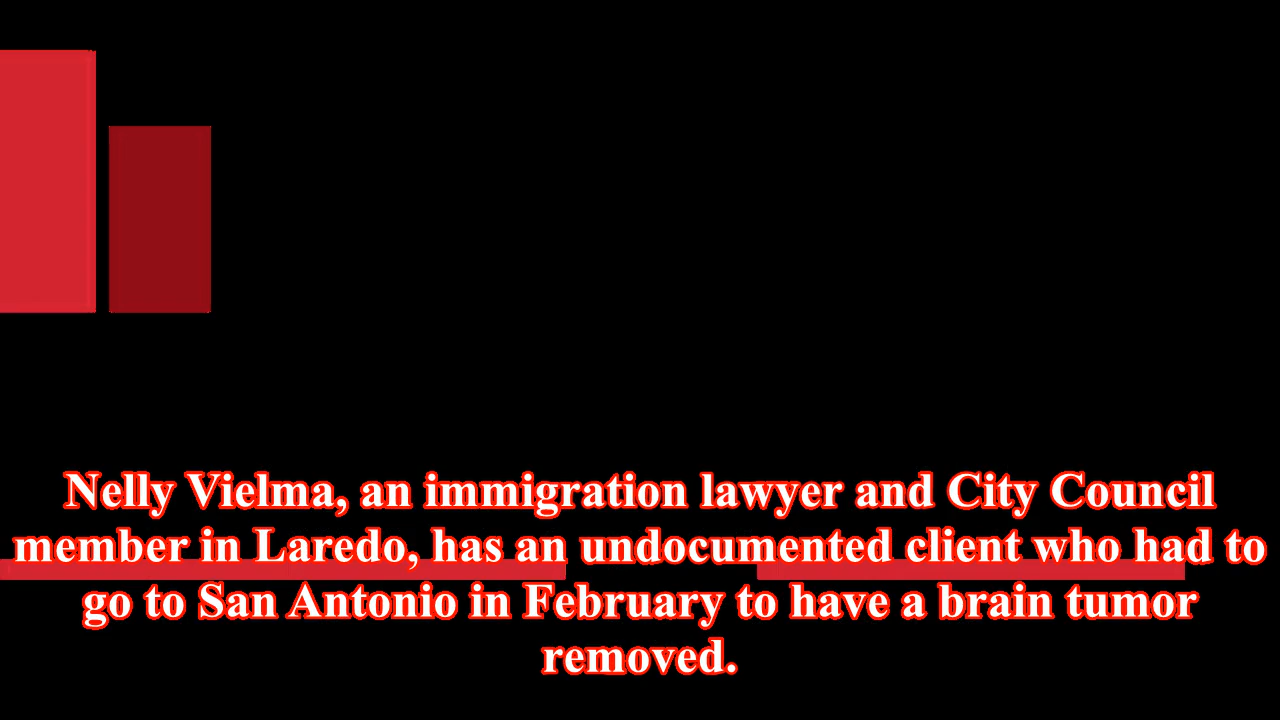 Nelly Vielma, an immigration lawyer and City Council
member in Laredo, has an undocumented client who had to
go to San Antonio in February to have a brain tumor
removed.